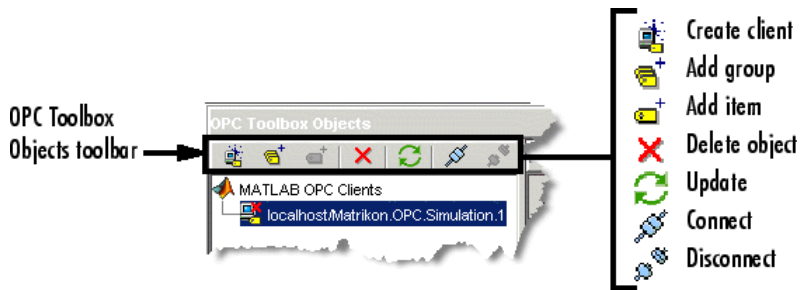 OPC Toolbox
Objects toolbar
OPC Toolbox Objects
MATLAB OPC Clients
localhost/Matrikon.OPC.Simulation.1
Create client
Add group
Add item
Delete object
Update
Connect
Disconnect